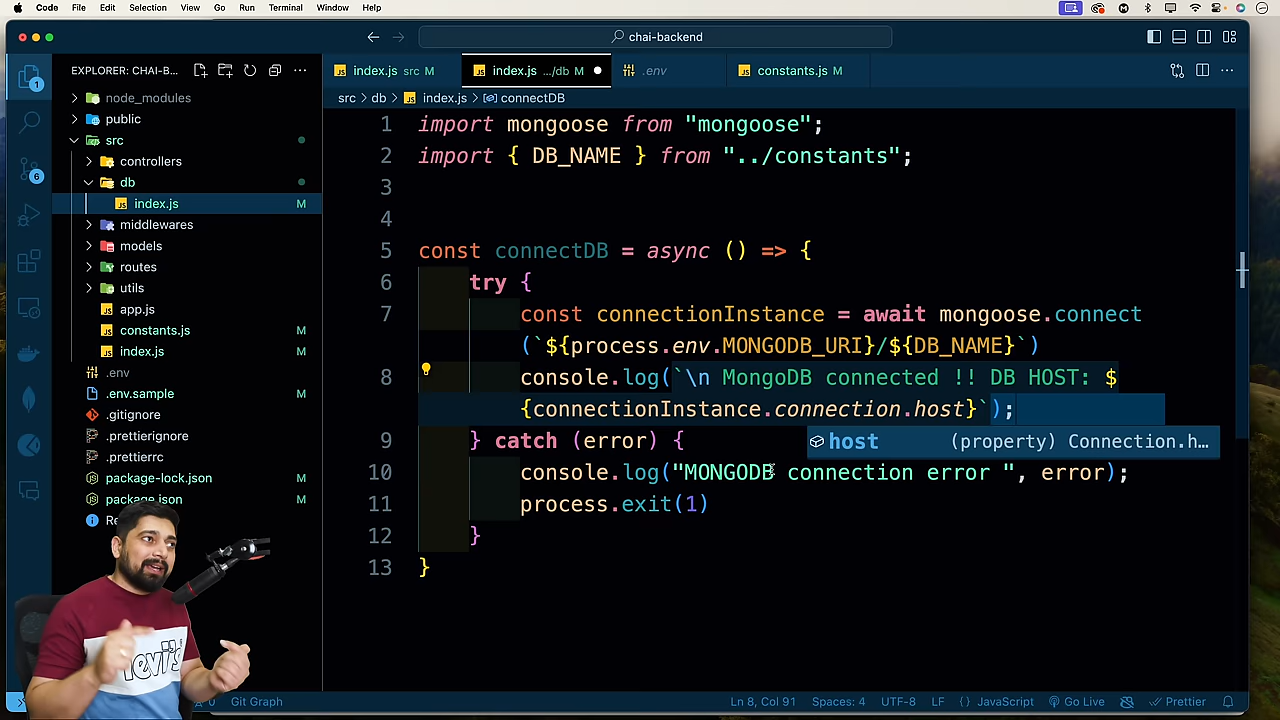 Code File Edit Selection View Go Run Terminal Window Help
chai-backend
EXPLORER: CHAI-B...
index.js src M
index.js .../db M
.env
constants.js M
src > db > index.js > connectDB
node_modules
public
src
controllers
db
index.js M
middlewares
models
routes
utils
app.js
constants.js M
index.js M
.env
.env.sample M
.gitignore
.prettierignore
.prettierrc
package-lock.json M
package.json M
1 import mongoose from "mongoose";
2 import { DB_NAME } from "../constants";
3
4
5 const connectDB = async () => {
6 try {
7 const connectionInstance = await mongoose.connect
(`${process.env.MONGODB_URI}/${DB_NAME}`)
8 console.log(`\n MongoDB connected !! DB HOST: $
{connectionInstance.connection.host}`);
host (property) Connection.h...
9 } catch (error) {
10 console.log("MONGODB connection error ", error);
11 process.exit(1)
12 }
13 }
1
6
levi's
0 Git Graph
Ln 8, Col 91 Spaces: 4 UTF-8 LF {} JavaScript Go Live Prettier